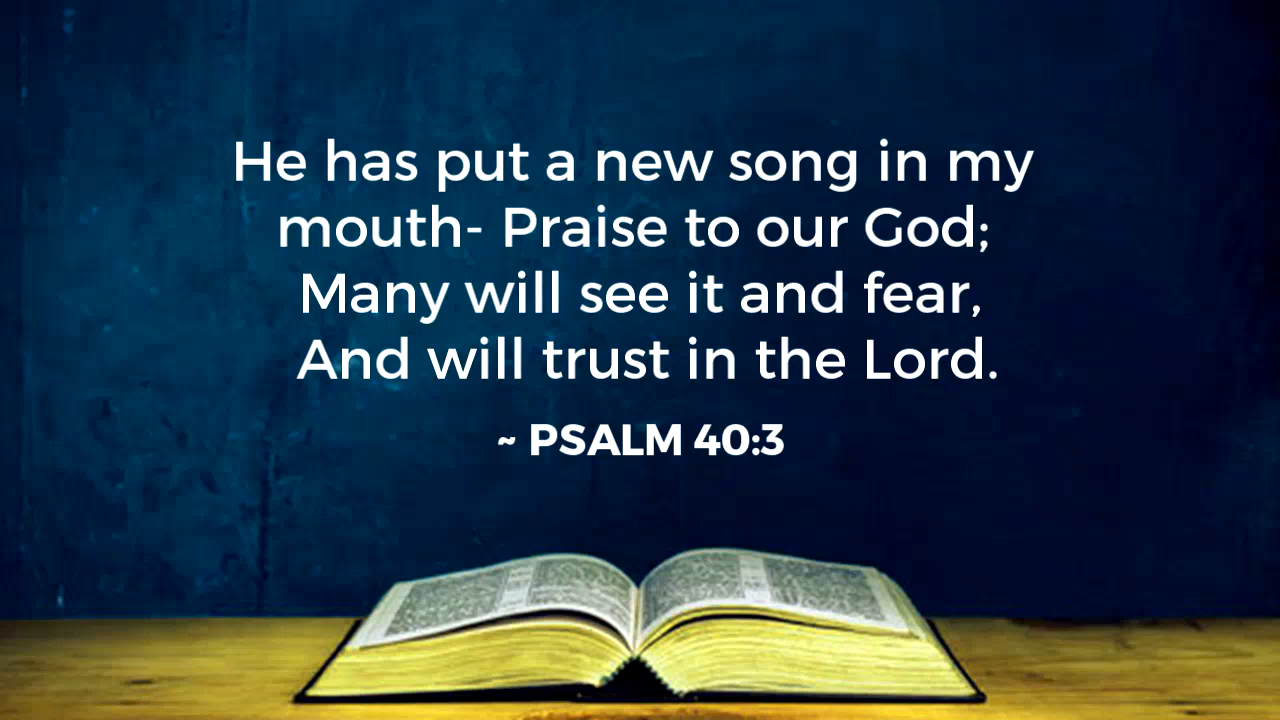 He has put a new song in my
mouth- Praise to our God;
Many will see it and fear,
And will trust in the Lord.
~ PSALM 40:3